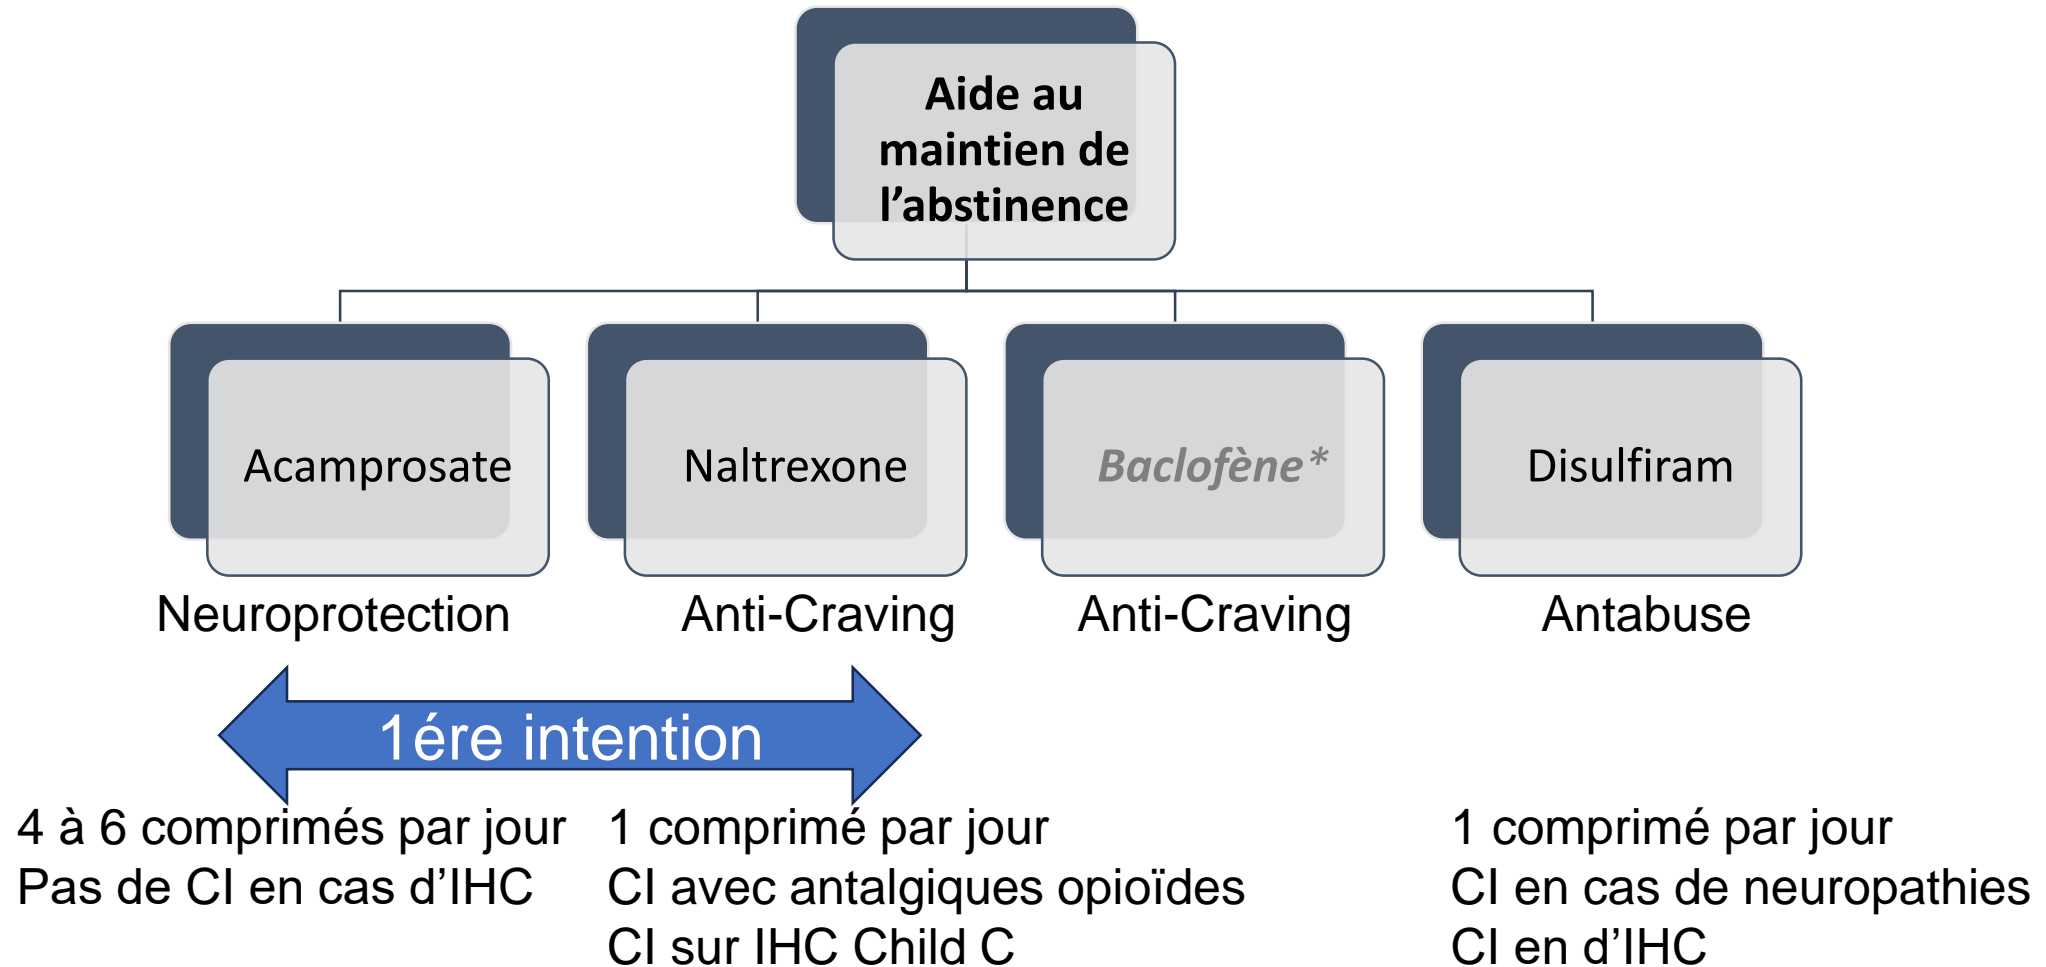 Aide au
maintien de
l’abstinence
Acamprosate
Naltrexone
Baclofène*
Disulfiram
Neuroprotection
Anti-Craving
Anti-Craving
Antabuse
1ére intention
4 à 6 comprimés par jour
Pas de CI en cas d’IHC
1 comprimé par jour
CI avec antalgiques opioïdes
CI sur IHC Child C
1 comprimé par jour
CI en cas de neuropathies
CI en d’IHC